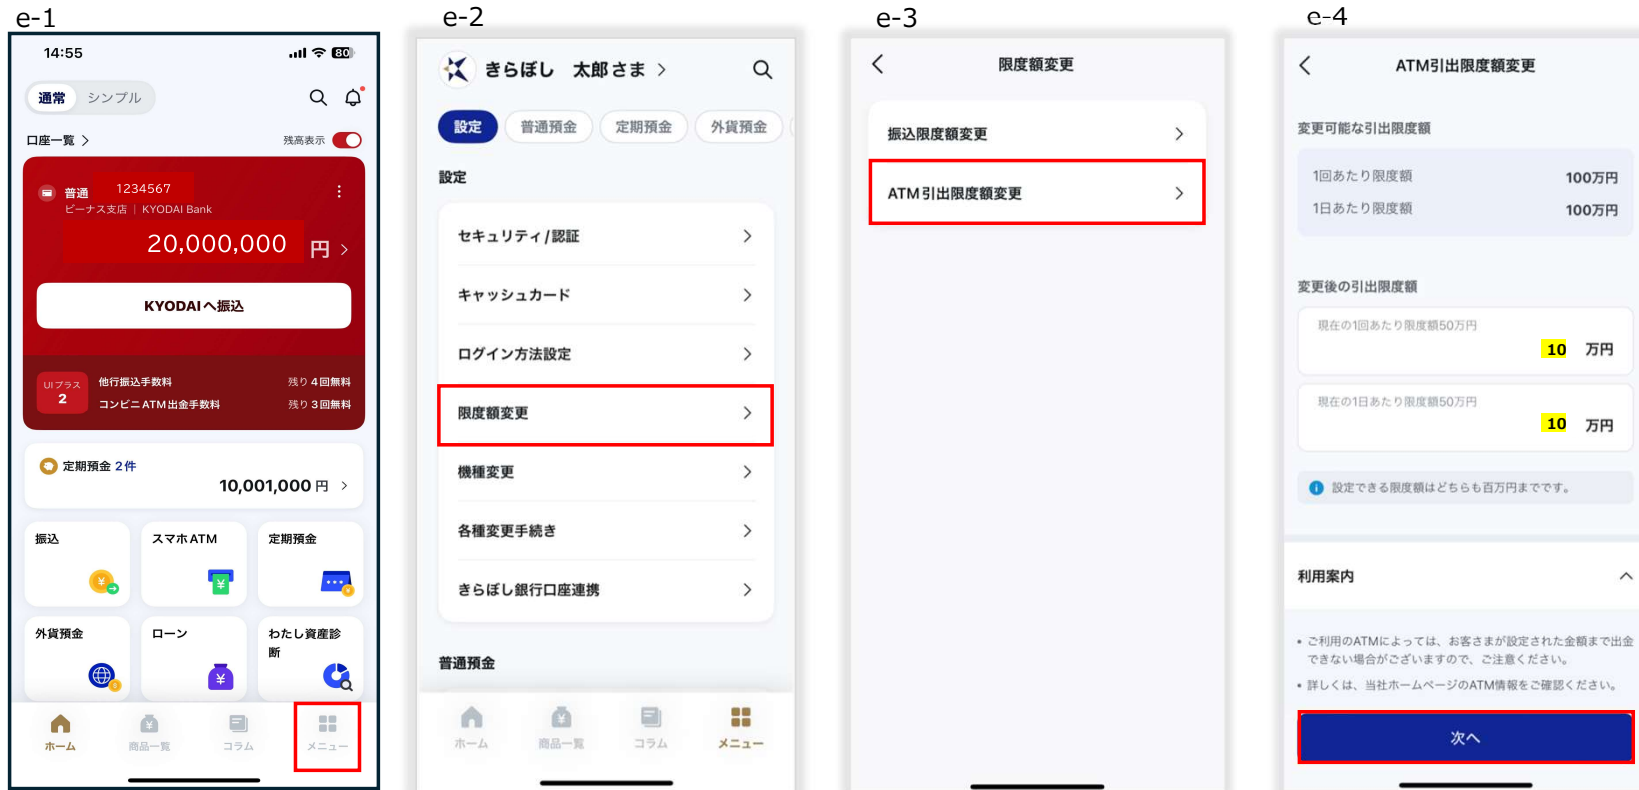 e-1
14:55
80
通常 シンプル
口座一覧 >
残高表示
普通 1234567
ビーナス支店 | KYODAI Bank
20,000,000 円 >
KYODAIへ振込
UIプラス
2
他行振込手数料 残り4回無料
コンビニATM出金手数料 残り3回無料
定期預金 2件
10,001,000 円 >
振込
スマホATM
定期預金
外貨預金
ローン
わたし資産診
断
ホーム
商品一覧
コラム
メニュー
e-2
きらぼし 太郎さま >
設定 普通預金 定期預金 外貨預金
設定
セキュリティ/認証
キャッシュカード
ログイン方法設定
限度額変更
機種変更
各種変更手続き
きらぼし銀行口座連携
普通預金
ホーム
商品一覧
コラム
メニュー
e-3
限度額変更
振込限度額変更
ATM引出限度額変更
e-4
ATM引出限度額変更
変更可能な引出限度額
1回あたり限度額 100万円
1日あたり限度額 100万円
変更後の引出限度額
現在の1回あたり限度額50万円
10 万円
現在の1日あたり限度額50万円
10 万円
設定できる限度額はどちらも百万円までです。
利用案内
• ご利用のATMによっては、お客さまが設定された金額まで出金
できない場合がございますので、ご注意ください。
• 詳しくは、当社ホームページのATM情報をご確認ください。
次へ